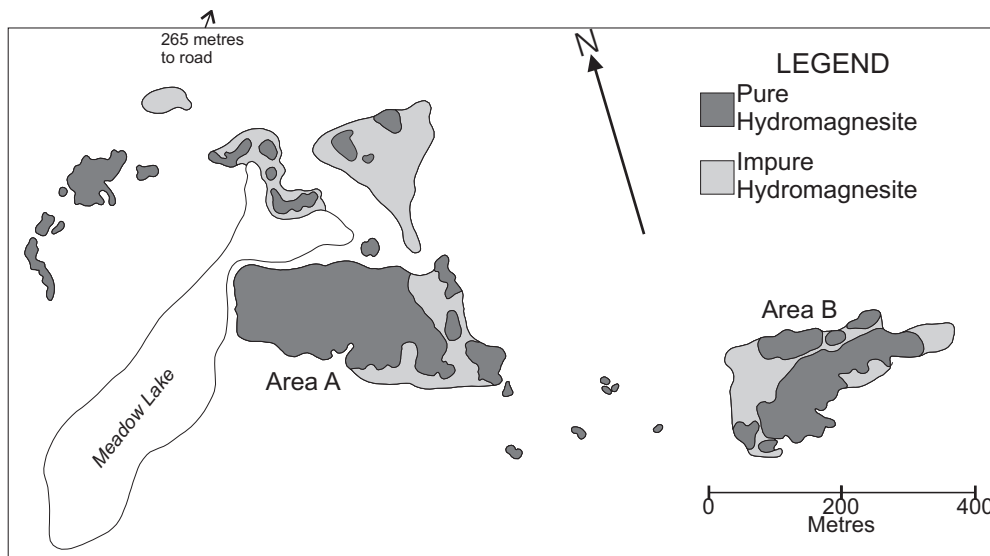 265 metres
to road
N
LEGEND
Pure
Hydromagnesite
Impure
Hydromagnesite
Area B
Area A
Meadow Lake
0 200 400
Metres